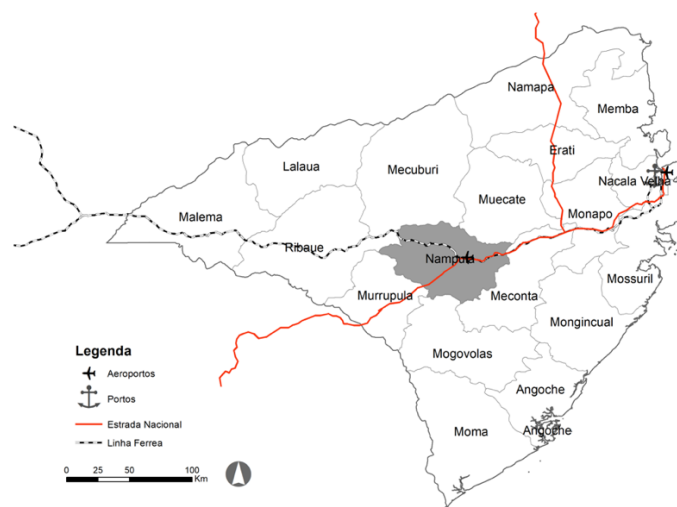 Namapa
Memba
Erati
Lalaua
Mecuburi
Nacala Velha
Muecate
Malema
Monapo
Ribaue
Nampula
Mossuril
Murrupula
Meconta
Mongincual
Mogovolas
Angoche
Angoche
Moma
Legenda
Aeroportos
Portos
Estrada Nacional
Linha Ferrea
0 25 50 100
Km